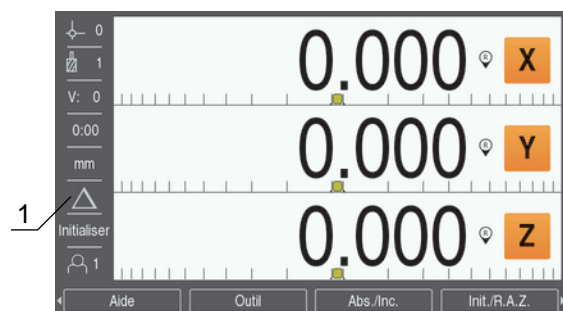 0
1
V: 0
0:00
mm
Initialiser
1
1
0.000 R X
0.000 R Y
0.000 R Z
Aide Outil Abs./Inc. Init./R.A.Z.